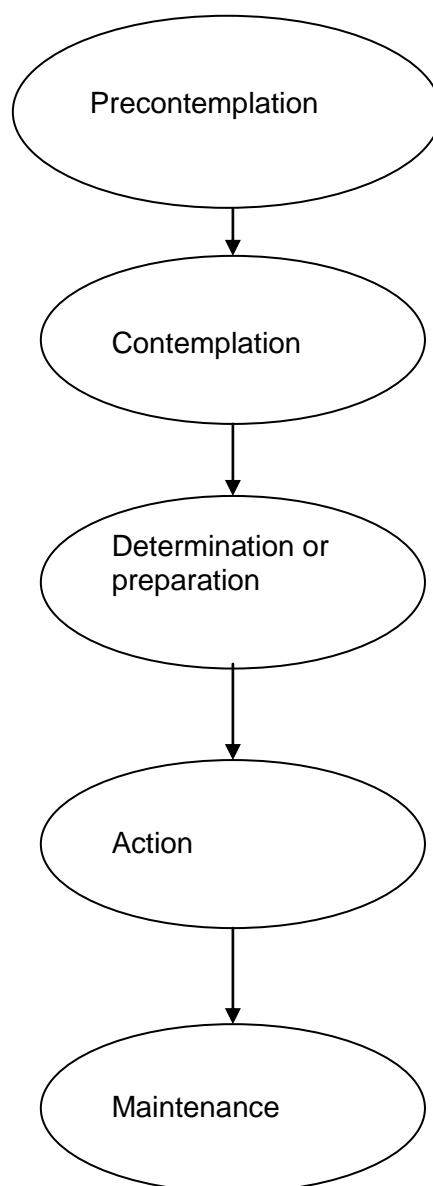 Precontemplation
Contemplation
Determination or
preparation
Action
Maintenance